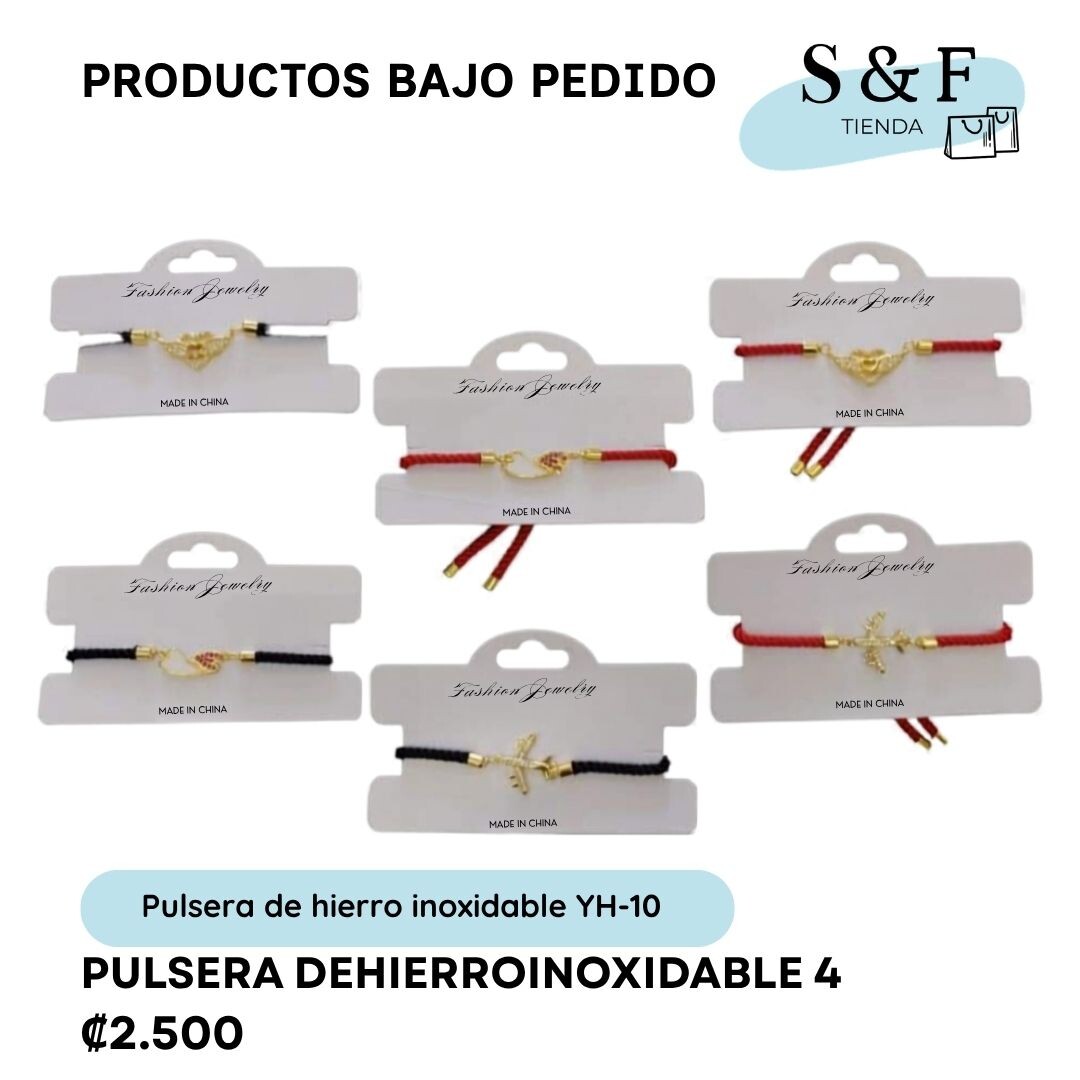 PRODUCTOS BAJO PEDIDO
S & F
TIENDA
Fashion Jewelry
MADE IN CHINA
Fashion Jewelry
MADE IN CHINA
Fashion Jewelry
MADE IN CHINA
Fashion Jewelry
MADE IN CHINA
Fashion Jewelry
MADE IN CHINA
Fashion Jewelry
MADE IN CHINA
Pulsera de hierro inoxidable YH-10
PULSERA DEHIERROINOXIDABLE 4
₡2.500